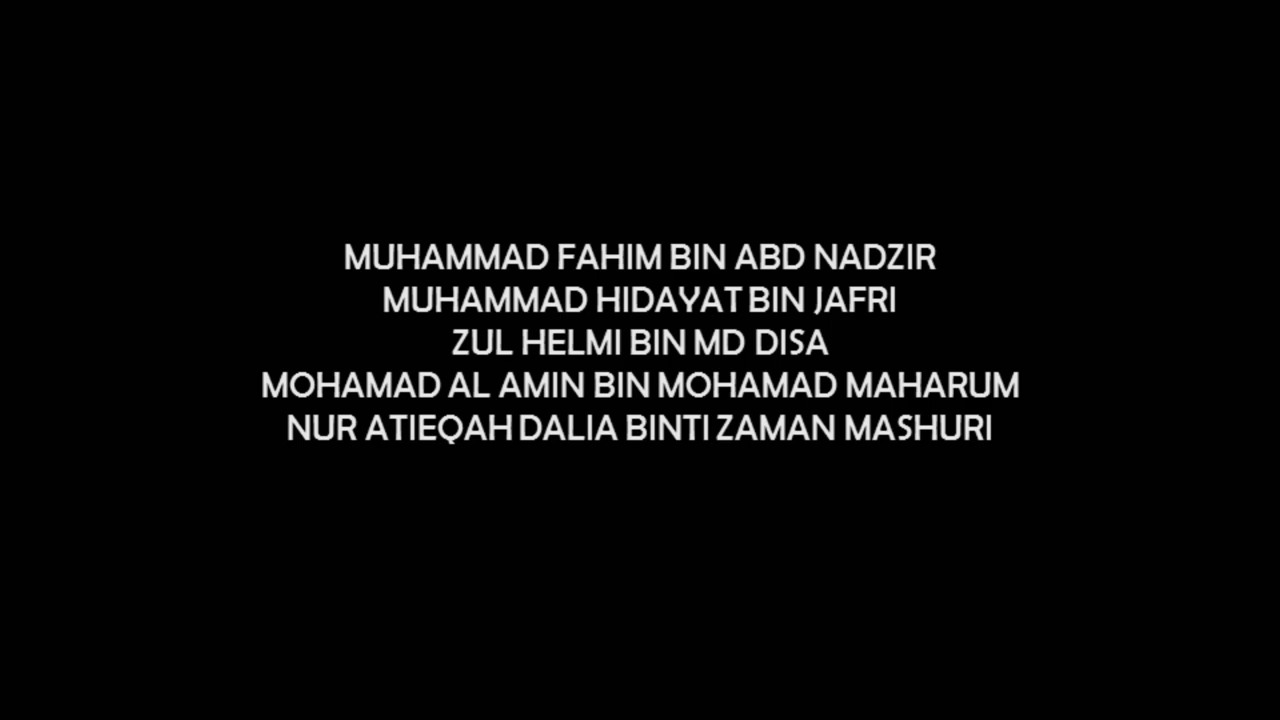 MUHAMMAD FAHIM BIN ABD NADZIR
MUHAMMAD HIDAYAT BIN JAFRI
ZUL HELMI BIN MD DISA
MOHAMAD AL AMIN BIN MOHAMAD MAHARUM
NUR ATIEQAH DALIA BINTI ZAMAN MASHURI